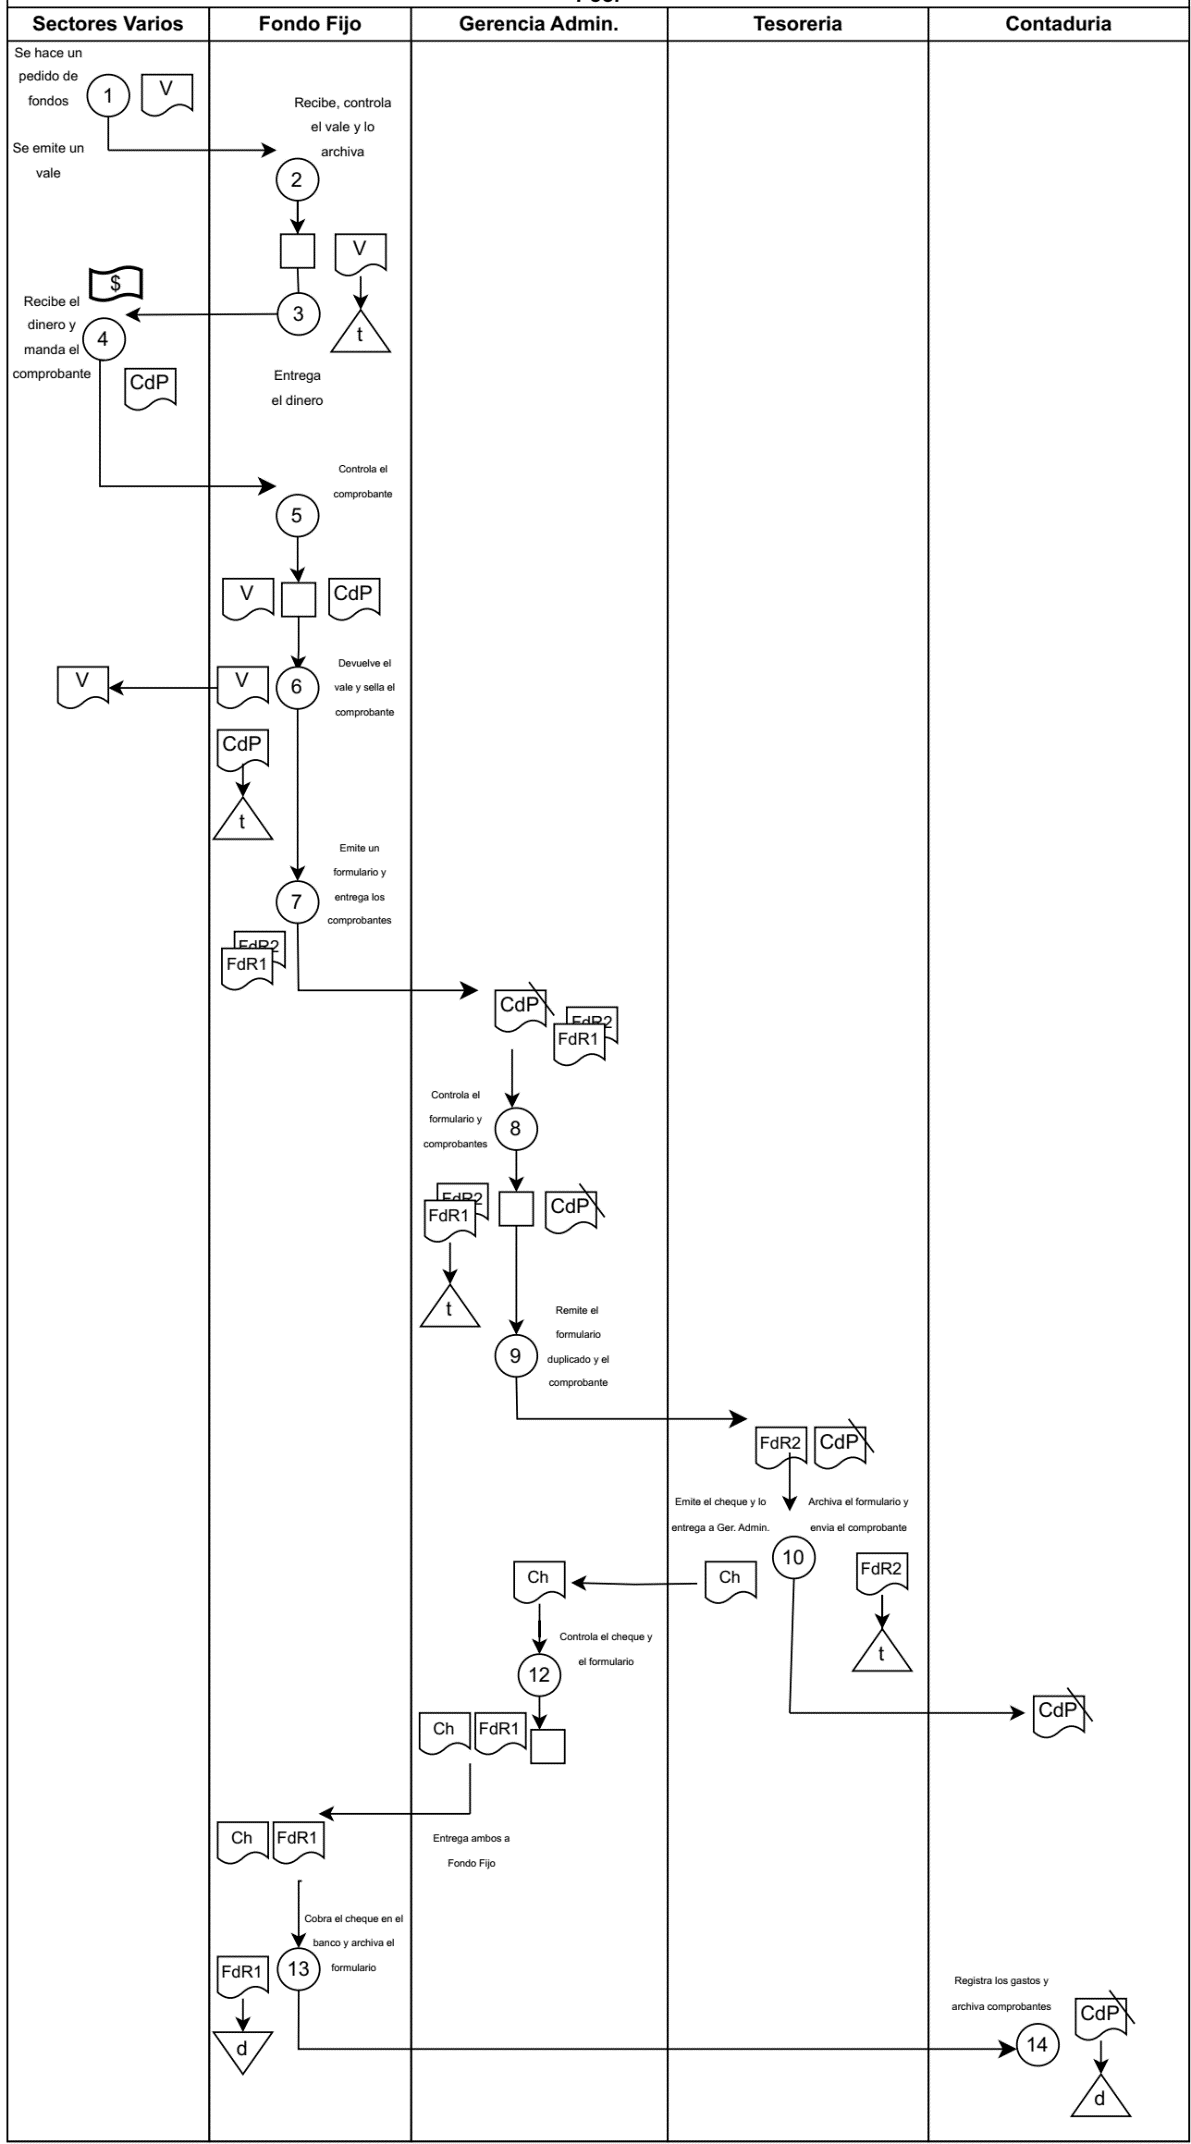 Sectores Varios
Fondo Fijo
Gerencia Admin.
Tesoreria
Contaduria
Se hace un
pedido de
fondos
1
V
Se emite un
vale
Recibe, controla
el vale y lo
archiva
2
V
t
3
Entrega
el dinero
$
Recibe el
dinero y
manda el
comprobante
4
CdP
Controla el
comprobante
5
V
CdP
Devuelve el
vale y sella el
comprobante
6
V
V
CdP
t
Emite un
formulario y
entrega los
comprobantes
7
FdR2
FdR1
CdP
FdR2
FdR1
Controla el
formulario y
comprobantes
8
FdR2
FdR1
CdP
t
Remite el
formulario
duplicado y el
comprobante
9
FdR2
CdP
Emite el cheque y lo
entrega a Ger. Admin.
Archiva el formulario y
envia el comprobante
10
Ch
Ch
FdR2
t
Controla el cheque y
el formulario
12
CdP
Ch
FdR1
Entrega ambos a
Fondo Fijo
Ch
FdR1
Cobra el cheque en el
banco y archiva el
formulario
13
FdR1
d
Registra los gastos y
archiva comprobantes
14
CdP
d